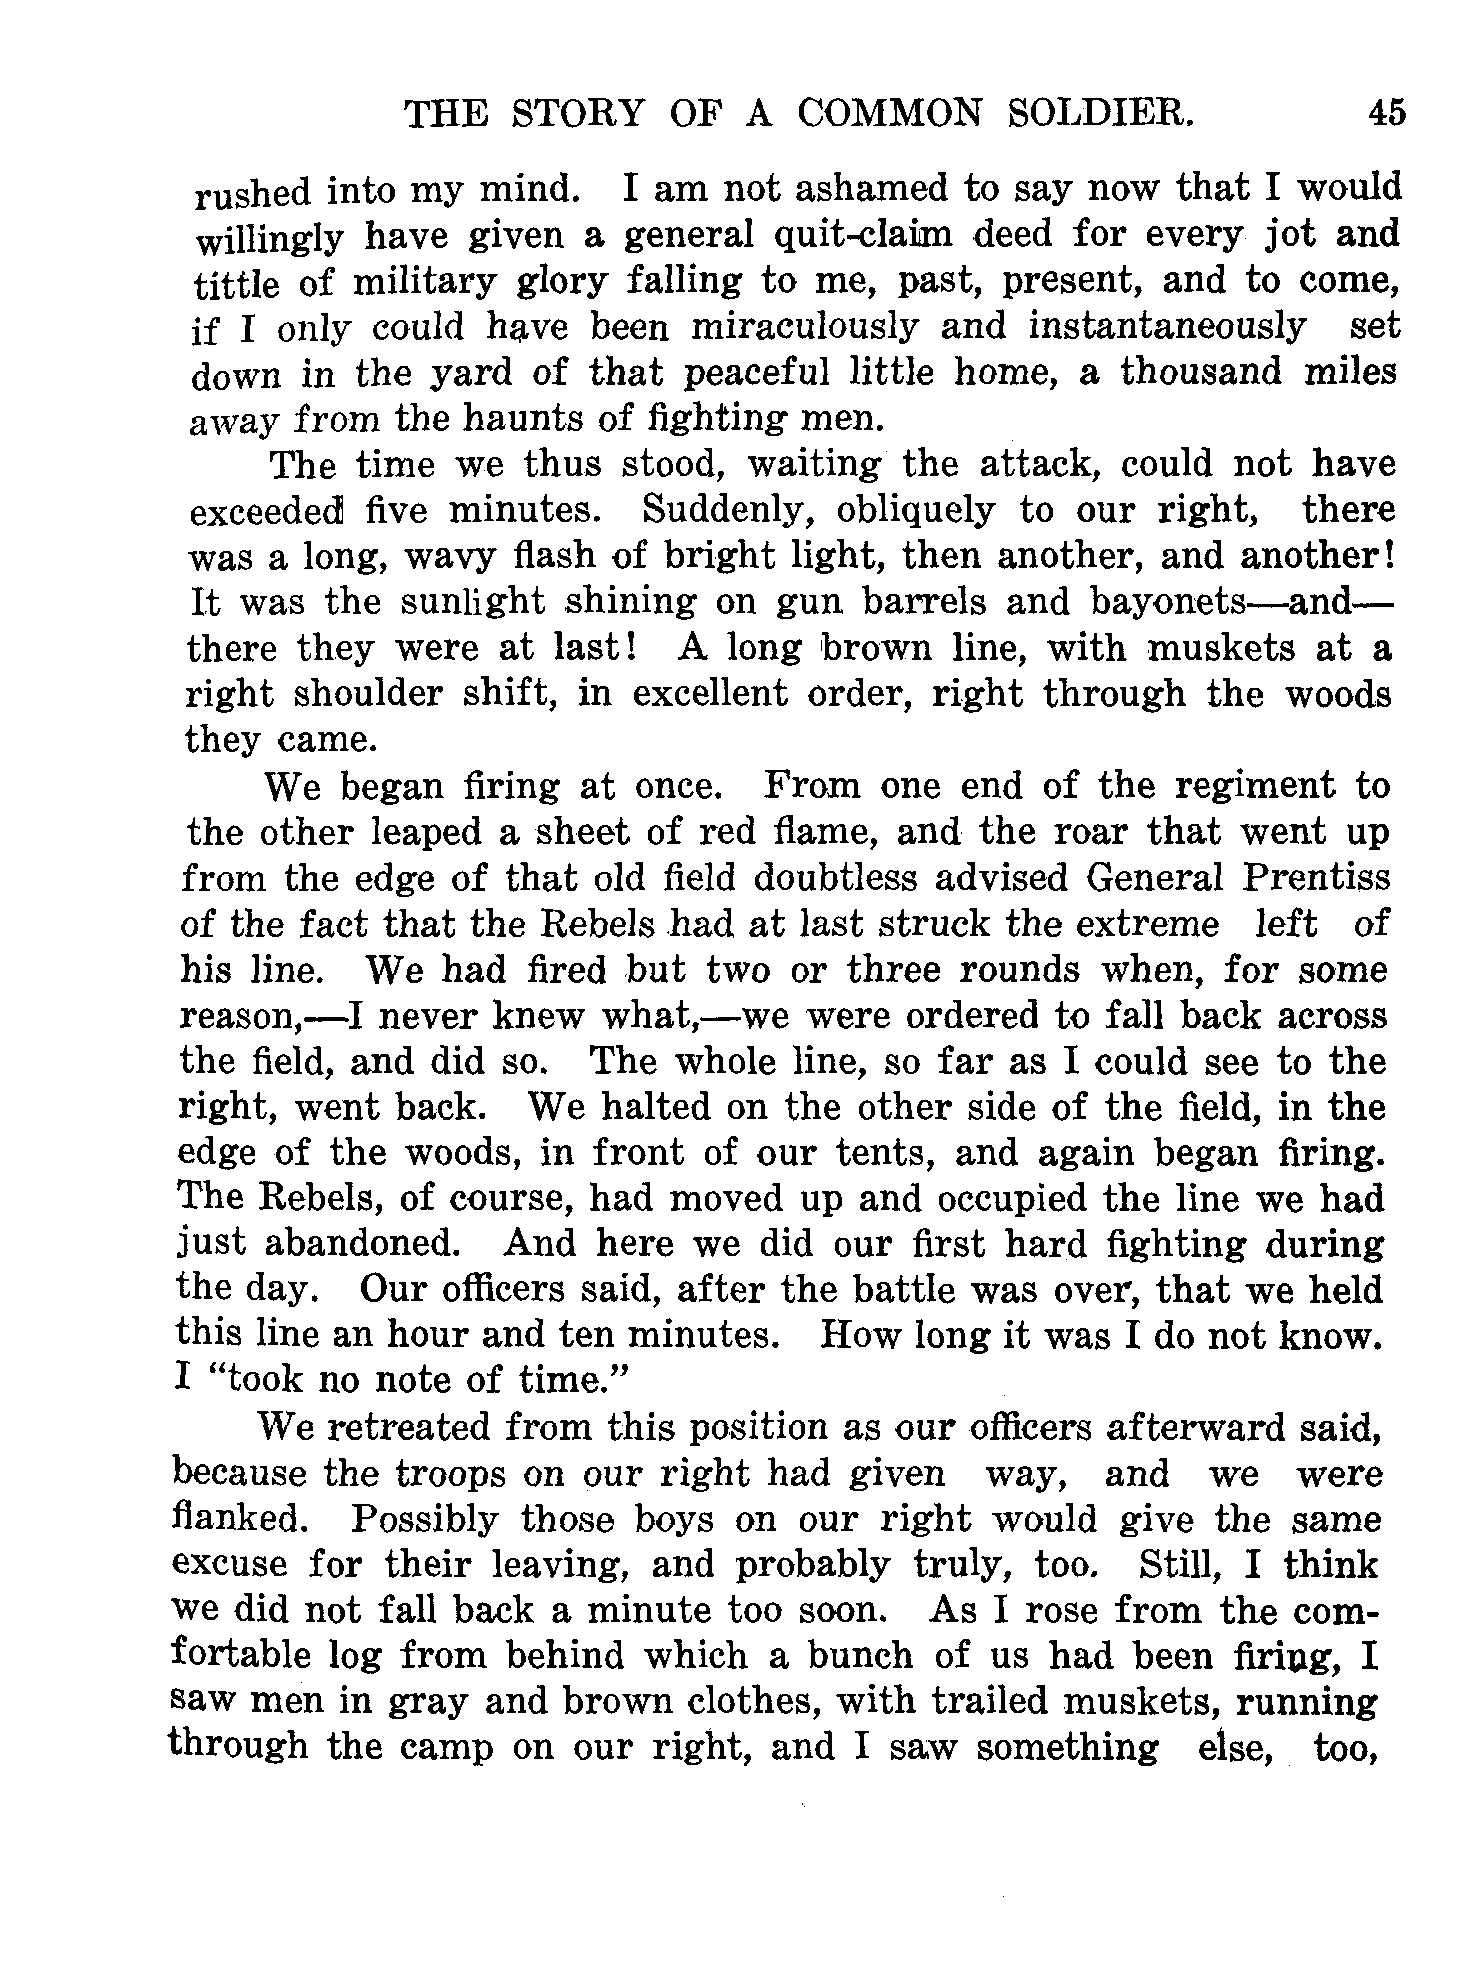 THE STORY OF A COMMON SOLDIER. 45
rushed into my mind. I am not ashamed to say now that I would
willingly have given a general quit-claim deed for every jot and
tittle of military glory falling to me, past, present, and to come,
if I only could have been miraculously and instantaneously set
down in the yard of that peaceful little home, a thousand miles
away from the haunts of fighting men.
The time we thus stood, waiting the attack, could not have
exceeded five minutes. Suddenly, obliquely to our right, there
was a long, wavy flash of bright light, then another, and another!
It was the sunlight shining on gun barrels and bayonets—and—
there they were at last! A long brown line, with muskets at a
right shoulder shift, in excellent order, right through the woods
they came.
We began firing at once. From one end of the regiment to
the other leaped a sheet of red flame, and the roar that went up
from the edge of that old field doubtless advised General Prentiss
of the fact that the Rebels had at last struck the extreme left of
his line. We had fired but two or three rounds when, for some
reason,—I never knew what,—we were ordered to fall back across
the field, and did so. The whole line, so far as I could see to the
right, went back. We halted on the other side of the field, in the
edge of the woods, in front of our tents, and again began firing.
The Rebels, of course, had moved up and occupied the line we had
just abandoned. And here we did our first hard fighting during
the day. Our officers said, after the battle was over, that we held
this line an hour and ten minutes. How long it was I do not know.
I "took no note of time."
We retreated from this position as our officers afterward said,
because the troops on our right had given way, and we were
flanked. Possibly those boys on our right would give the same
excuse for their leaving, and probably truly, too. Still, I think
we did not fall back a minute too soon. As I rose from the com-
fortable log from behind which a bunch of us had been firing, I
saw men in gray and brown clothes, with trailed muskets, running
through the camp on our right, and I saw something else, too,